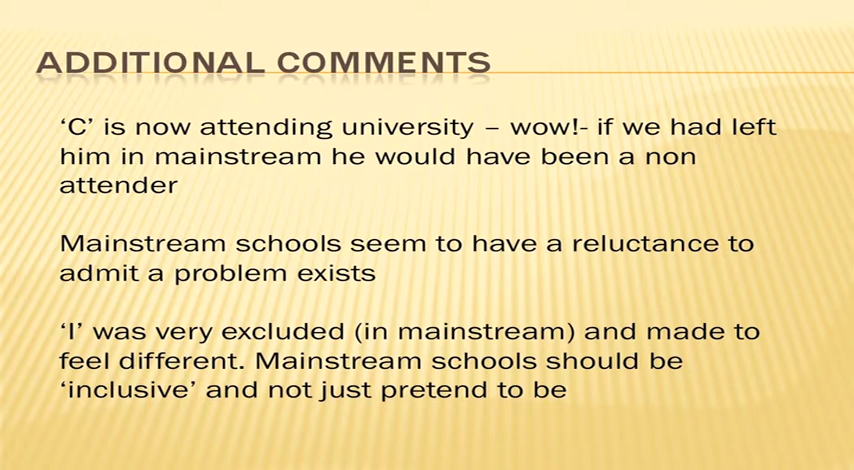 ADDITIONAL COMMENTS
‘C’ is now attending university – wow!- if we had left
him in mainstream he would have been a non
attender
Mainstream schools seem to have a reluctance to
admit a problem exists
‘I’ was very excluded (in mainstream) and made to
feel different. Mainstream schools should be
‘inclusive’ and not just pretend to be